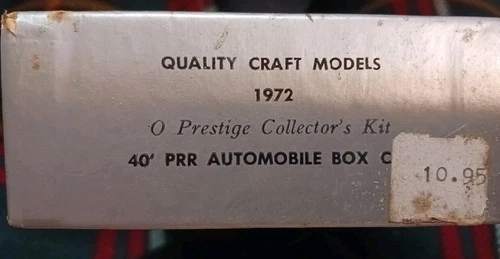 QUALITY CRAFT MODELS
1972
O Prestige Collector's Kit
40' PRR AUTOMOBILE BOX C
10.95